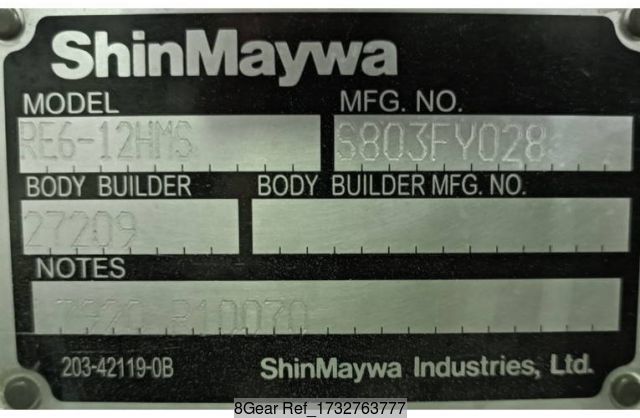 ShinMaywa
MODEL MFG. NO.
RE6-12HMS S803FY028
BODY BUILDER BODY BUILDER MFG. NO.
27209
NOTES
R10070
203-42119-0B ShinMaywa Industries, Ltd.
8Gear Ref_1732763777